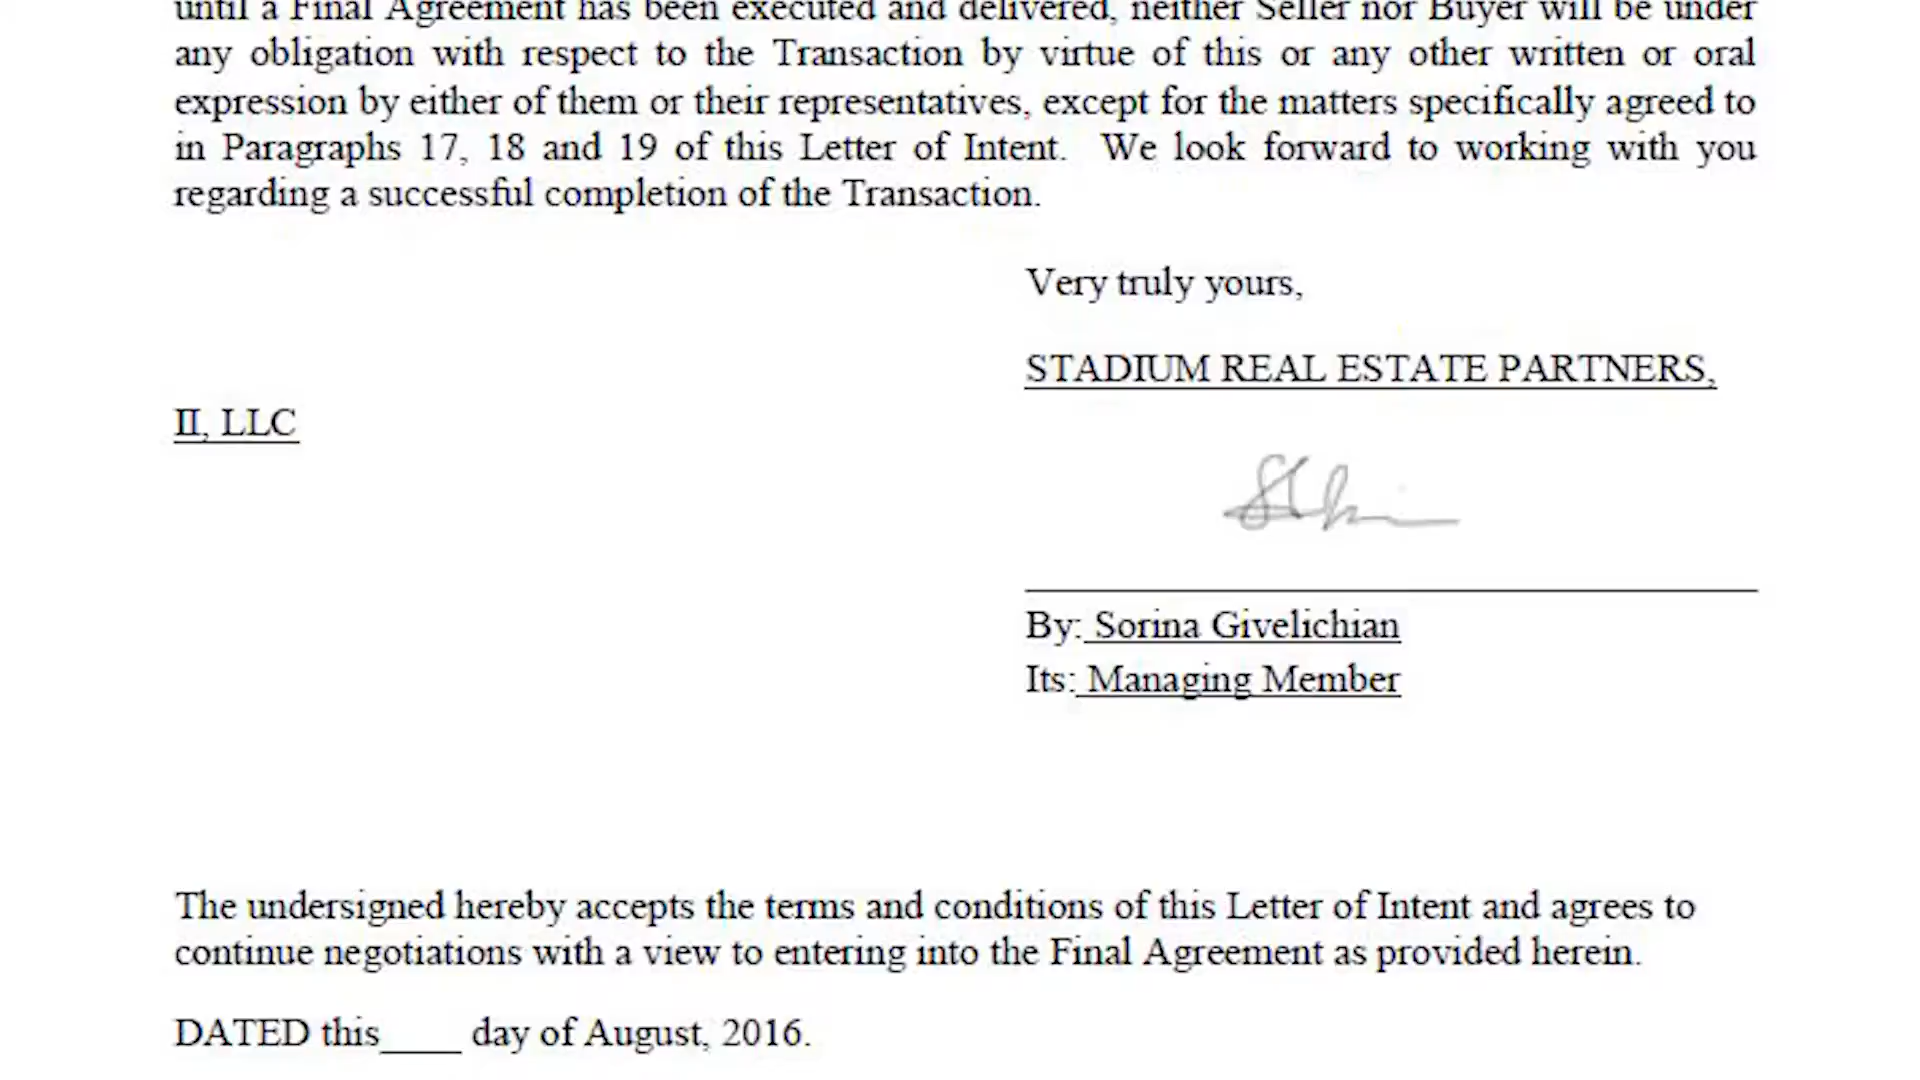 until a Final Agreement has been executed and delivered, neither Seller nor Buyer will be under
any obligation with respect to the Transaction by virtue of this or any other written or oral
expression by either of them or their representatives, except for the matters specifically agreed to
in Paragraphs 17, 18 and 19 of this Letter of Intent. We look forward to working with you
regarding a successful completion of the Transaction.
Very truly yours,
STADIUM REAL ESTATE PARTNERS,
II, LLC
By: Sorina Givelichian
Its: Managing Member
The undersigned hereby accepts the terms and conditions of this Letter of Intent and agrees to
continue negotiations with a view to entering into the Final Agreement as provided herein.
DATED this____ day of August, 2016.